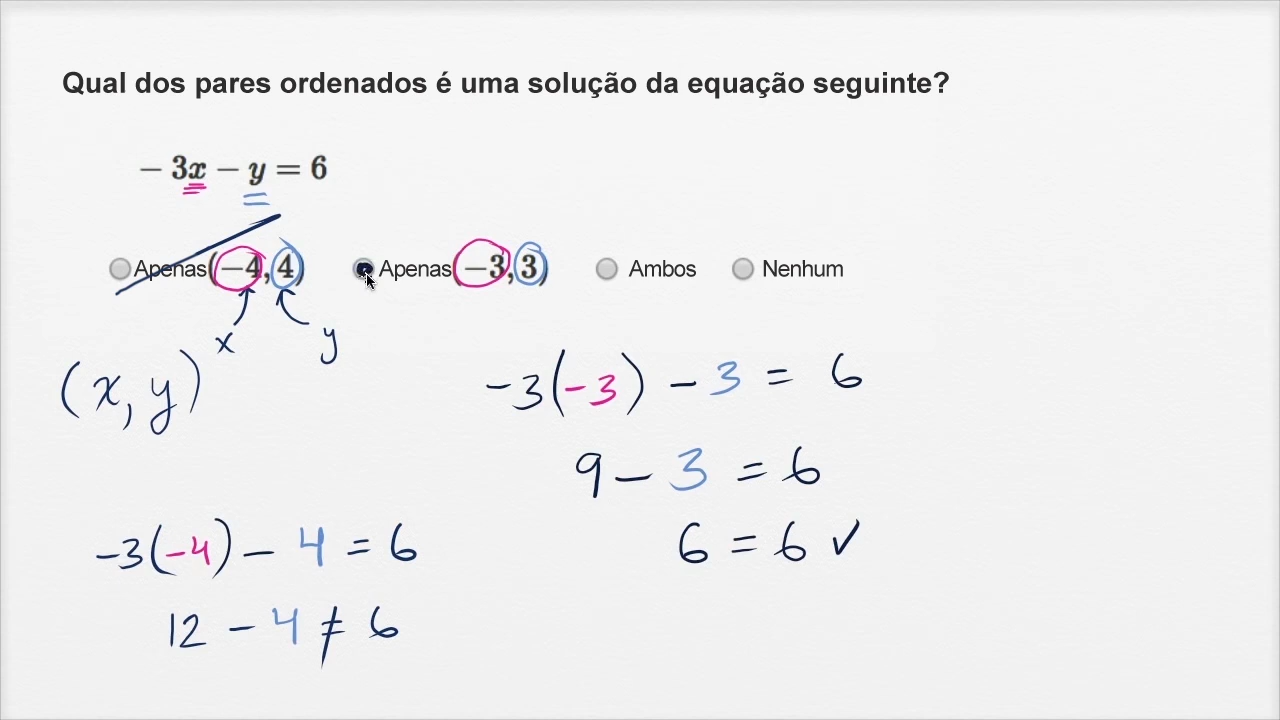 Qual dos pares ordenados é uma solução da equação seguinte?
− 3x − y = 6
Apenas(−4, 4) Apenas(−3, 3) Ambos Nenhum
x y
(x, y)
-3(-3) - 3 = 6
9 - 3 = 6
6 = 6 ✓
-3(-4) - 4 = 6
12 - 4 ≠ 6